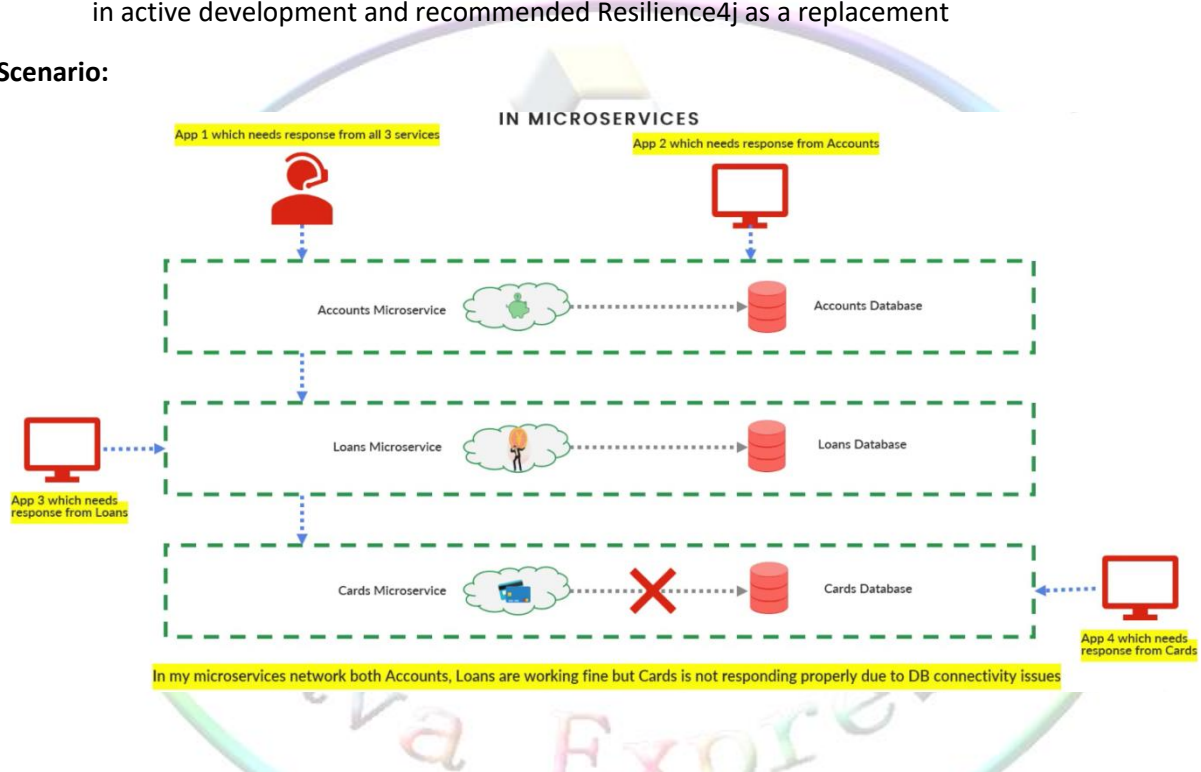 in active development and recommended Resilience4j as a replacement
Scenario:
IN MICROSERVICES
App 1 which needs response from all 3 services
App 2 which needs response from Accounts
Accounts Microservice
Accounts Database
Loans Microservice
Loans Database
App 3 which needs
response from Loans
Cards Microservice
Cards Database
App 4 which needs
response from Cards
In my microservices network both Accounts, Loans are working fine but Cards is not responding properly due to DB connectivity issues